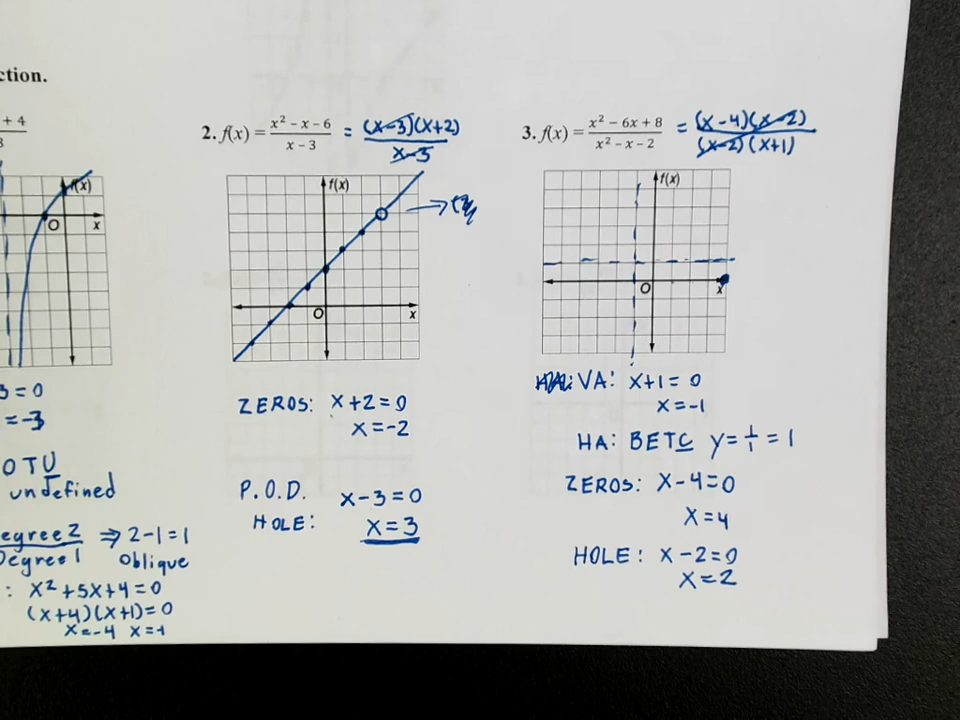 ction.
+ 4
3
f(x)
O
x
3 = 0
= -3
O T U
undefined
egree 2 ⇒ 2 - 1 = 1
Degree 1 Oblique
: x² + 5x + 4 = 0
(x+4)(x+1) = 0
x = -4 x = -1
2. f(x) = x² - x - 6 / x - 3 = (x-3)(x+2) / x-3
f(x)
O
x
ZEROS: x + 2 = 0
x = -2
P.O.D. x - 3 = 0
HOLE: x = 3
3. f(x) = x² - 6x + 8 / x² - x - 2 = (x-4)(x-2) / (x-2)(x+1)
f(x)
O
x
VA: x + 1 = 0
x = -1
HA: BETC y = 1/1 = 1
ZEROS: x - 4 = 0
x = 4
HOLE: x - 2 = 0
x = 2